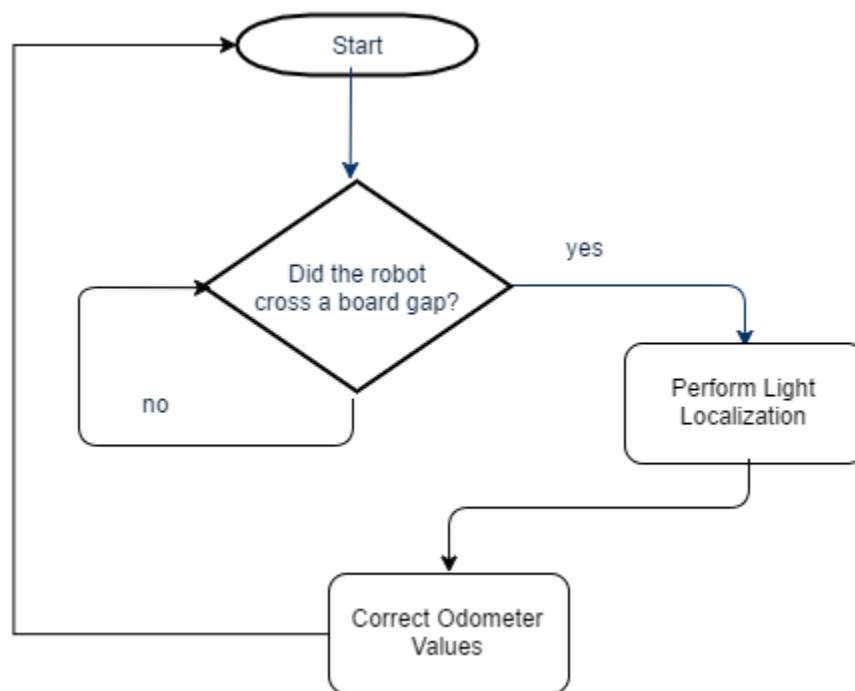 Start
Did the robot
cross a board gap?
yes
no
Perform Light
Localization
Correct Odometer
Values